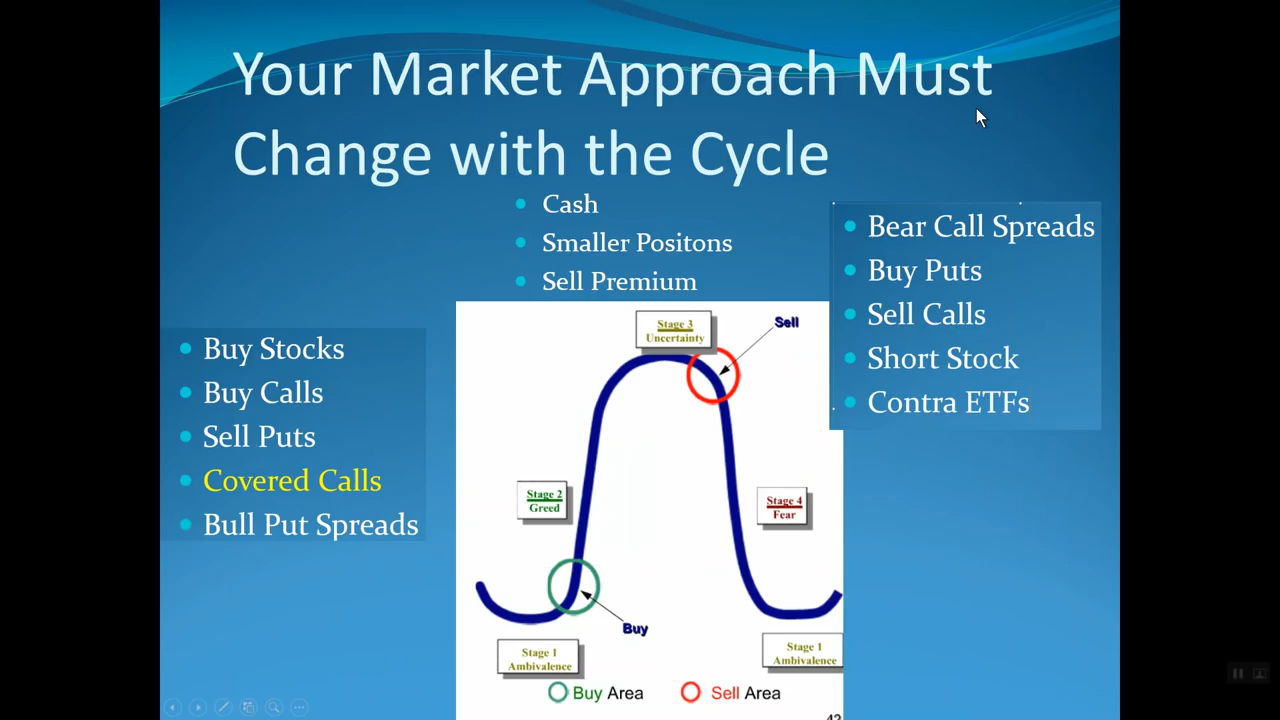 Your Market Approach Must
Change with the Cycle
Cash
Smaller Positons
Sell Premium
Buy Stocks
Buy Calls
Sell Puts
Covered Calls
Bull Put Spreads
Bear Call Spreads
Buy Puts
Sell Calls
Short Stock
Contra ETFs
Stage 3
Uncertainty
Sell
Stage 2
Greed
Stage 4
Fear
Buy
Stage 1
Ambivalence
Stage 1
Ambivalence
Buy Area
Sell Area